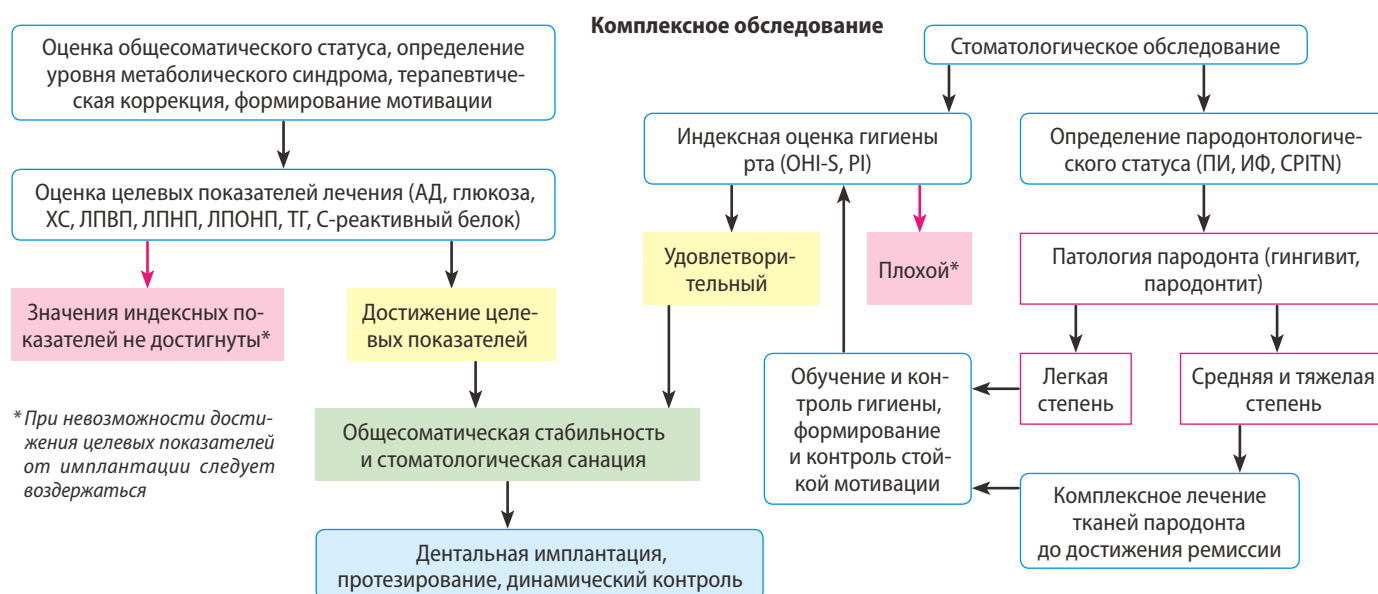 Комплексное обследование
Оценка общесоматического статуса, определение
уровня метаболического синдрома, терапевтиче-
ская коррекция, формирование мотивации
Стоматологическое обследование
Индексная оценка гигиены
рта (OHI-S, PI)
Определение пародонтологиче-
ского статуса (ПИ, ИФ, CPITN)
Оценка целевых показателей лечения (АД, глюкоза,
ХС, ЛПВП, ЛПНП, ЛПОНП, ТГ, С-реактивный белок)
Удовлетвори-
тельный
Плохой*
Патология пародонта (гингивит,
пародонтит)
Значения индексных по-
казателей не достигнуты*
Достижение целе-
вых показателей
Обучение и кон-
троль гигиены,
формирование
и контроль стой-
кой мотивации
Легкая
степень
Средняя и тяжелая
степень
* При невозможности дости-
жения целевых показателей
от имплантации следует
воздержаться
Общесоматическая стабильность
и стоматологическая санация
Комплексное лечение
тканей пародонта
до достижения ремиссии
Дентальная имплантация,
протезирование, динамический контроль